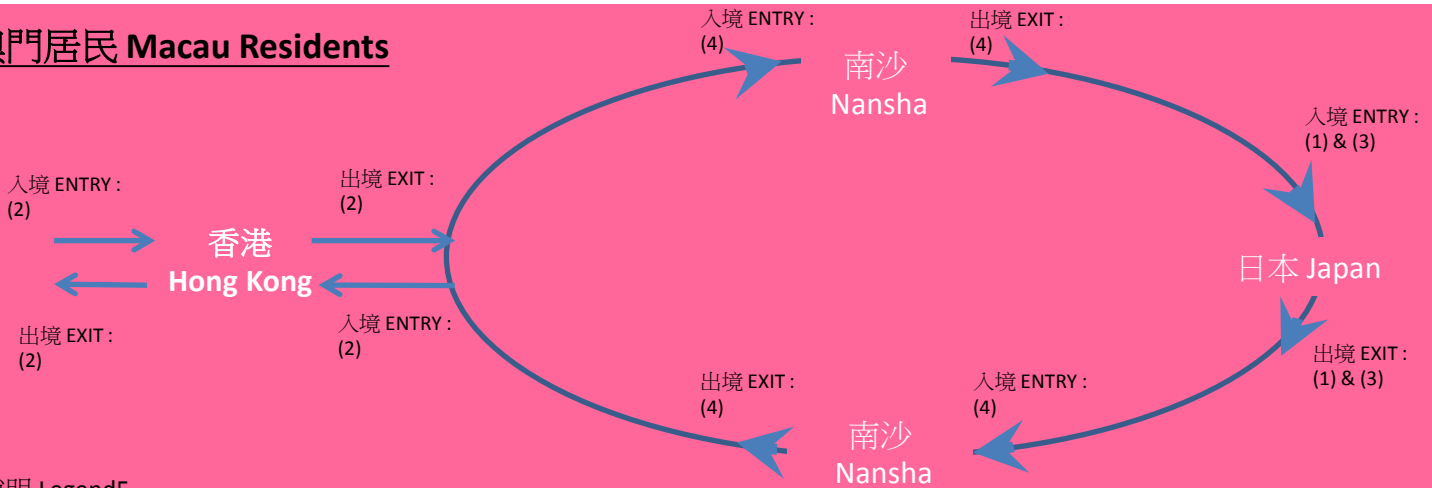 門居民 Macau Residents
入境 ENTRY :
(4)
出境 EXIT :
(4)
南沙
Nansha
入境 ENTRY :
(1) & (3)
入境 ENTRY :
(2)
出境 EXIT :
(2)
香港
Hong Kong
日本 Japan
出境 EXIT :
(2)
入境 ENTRY :
(2)
出境 EXIT :
(1) & (3)
出境 EXIT :
(4)
入境 ENTRY :
(4)
南沙
Nansha